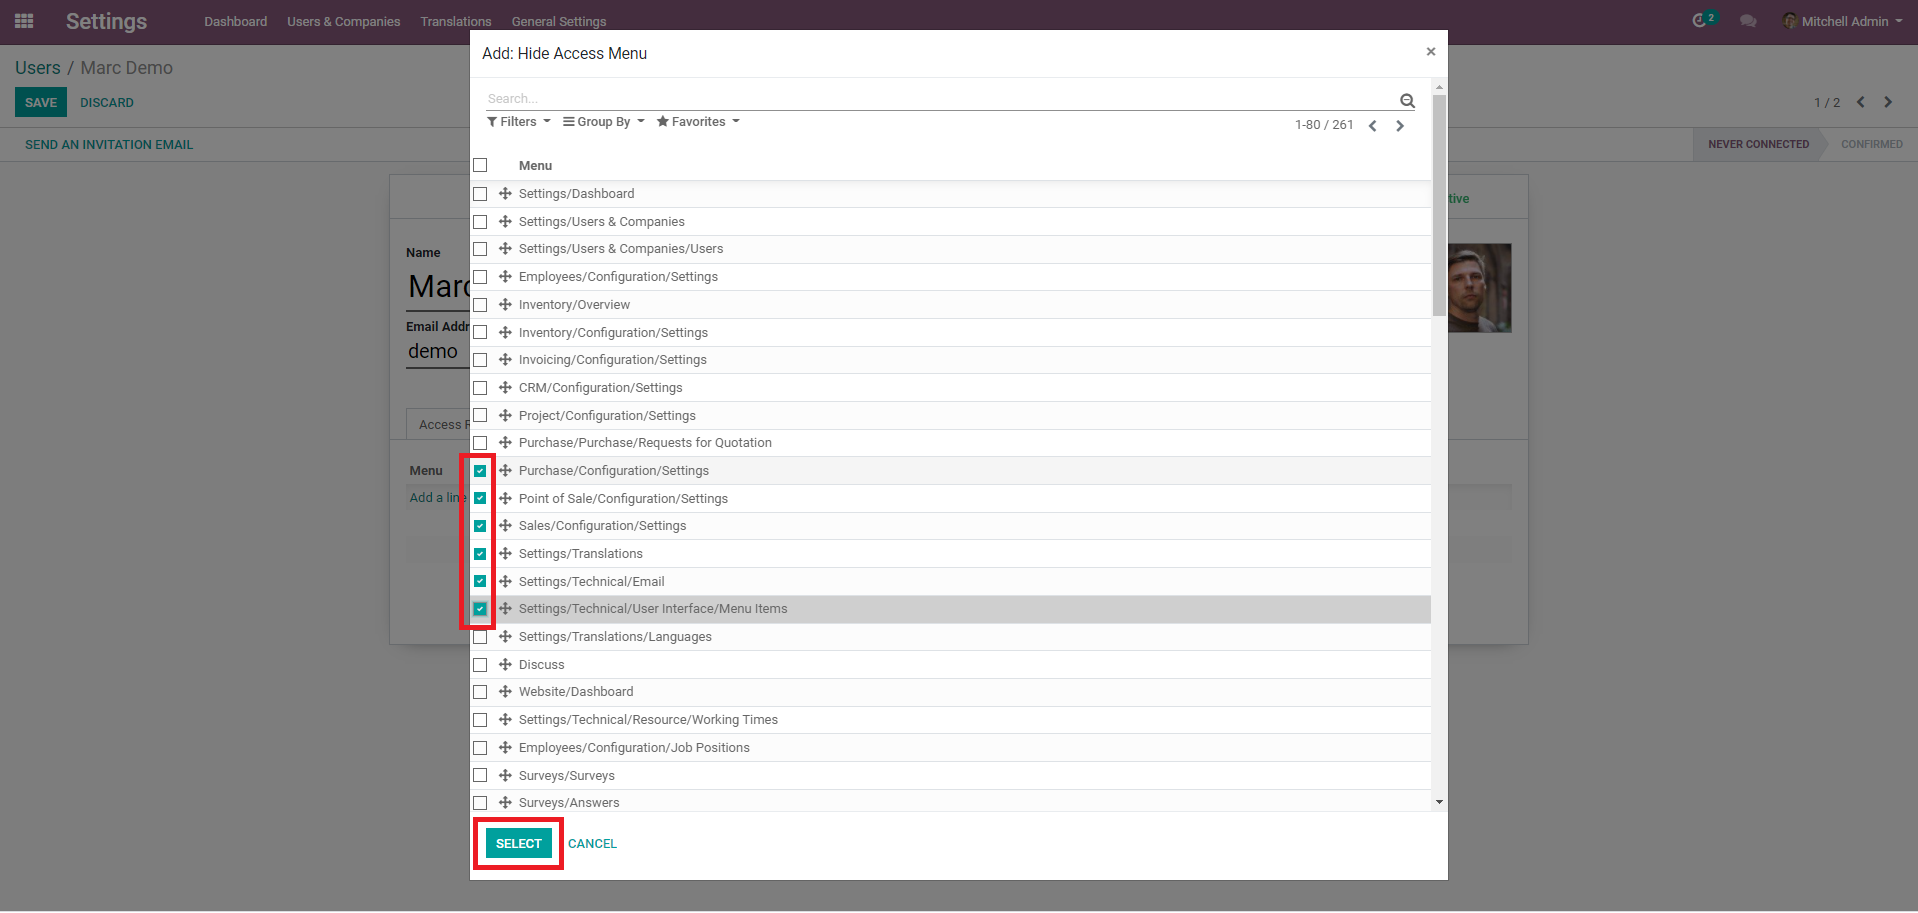 Settings Dashboard Users & Companies Translations General Settings 2 Mitchell Admin
Add: Hide Access Menu ×
Users / Marc Demo
SAVE DISCARD 1 / 2
SEND AN INVITATION EMAIL NEVER CONNECTED CONFIRMED
Search...
Filters Group By Favorites 1-80 / 261
Menu
Settings/Dashboard
Settings/Users & Companies
Settings/Users & Companies/Users
Employees/Configuration/Settings
Inventory/Overview
Inventory/Configuration/Settings
Invoicing/Configuration/Settings
CRM/Configuration/Settings
Project/Configuration/Settings
Purchase/Purchase/Requests for Quotation
Purchase/Configuration/Settings
Point of Sale/Configuration/Settings
Sales/Configuration/Settings
Settings/Translations
Settings/Technical/Email
Settings/Technical/User Interface/Menu Items
Settings/Translations/Languages
Discuss
Website/Dashboard
Settings/Technical/Resource/Working Times
Employees/Configuration/Job Positions
Surveys/Surveys
Surveys/Answers
SELECT CANCEL
tive
Name
Marc
Email Addr
demo
Access R
Menu
Add a line